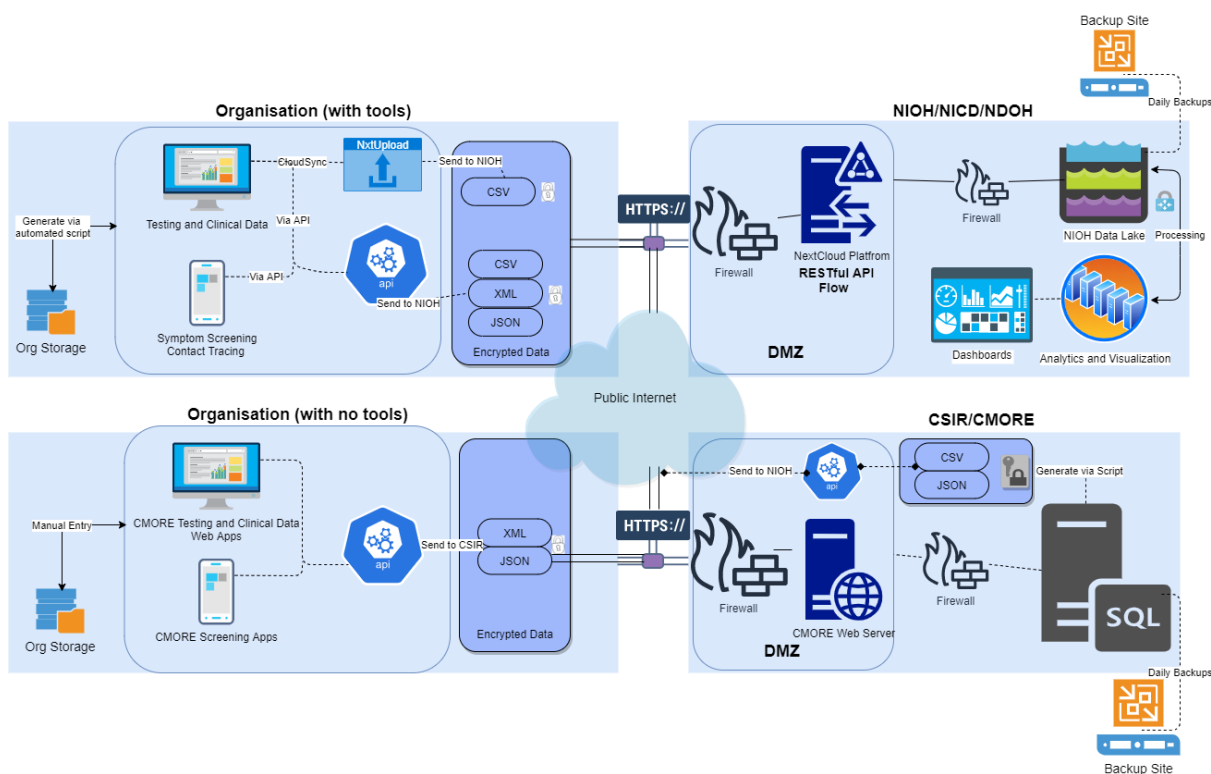 Backup Site
Daily Backups
Organisation (with tools)
NIOH/NICD/NDOH
NxtUpload
CloudSync
Send to NIOH
CSV
Testing and Clinical Data
Generate via
automated script
Via API
Via API
api
Send to NIOH
CSV
XML
JSON
Encrypted Data
Symptom Screening
Contact Tracing
Org Storage
HTTPS://
Firewall
NextCloud Platfrom
RESTful API
Flow
DMZ
Firewall
NIOH Data Lake
Processing
Dashboards
Analytics and Visualization
Public Internet
Organisation (with no tools)
CSIR/CMORE
Manual Entry
CMORE Testing and Clinical Data
Web Apps
CMORE Screening Apps
Org Storage
api
Send to CSIR
XML
JSON
Encrypted Data
HTTPS://
Send to NIOH
api
CSV
JSON
Generate via Script
Firewall
CMORE Web Server
DMZ
Firewall
SQL
Daily Backups
Backup Site